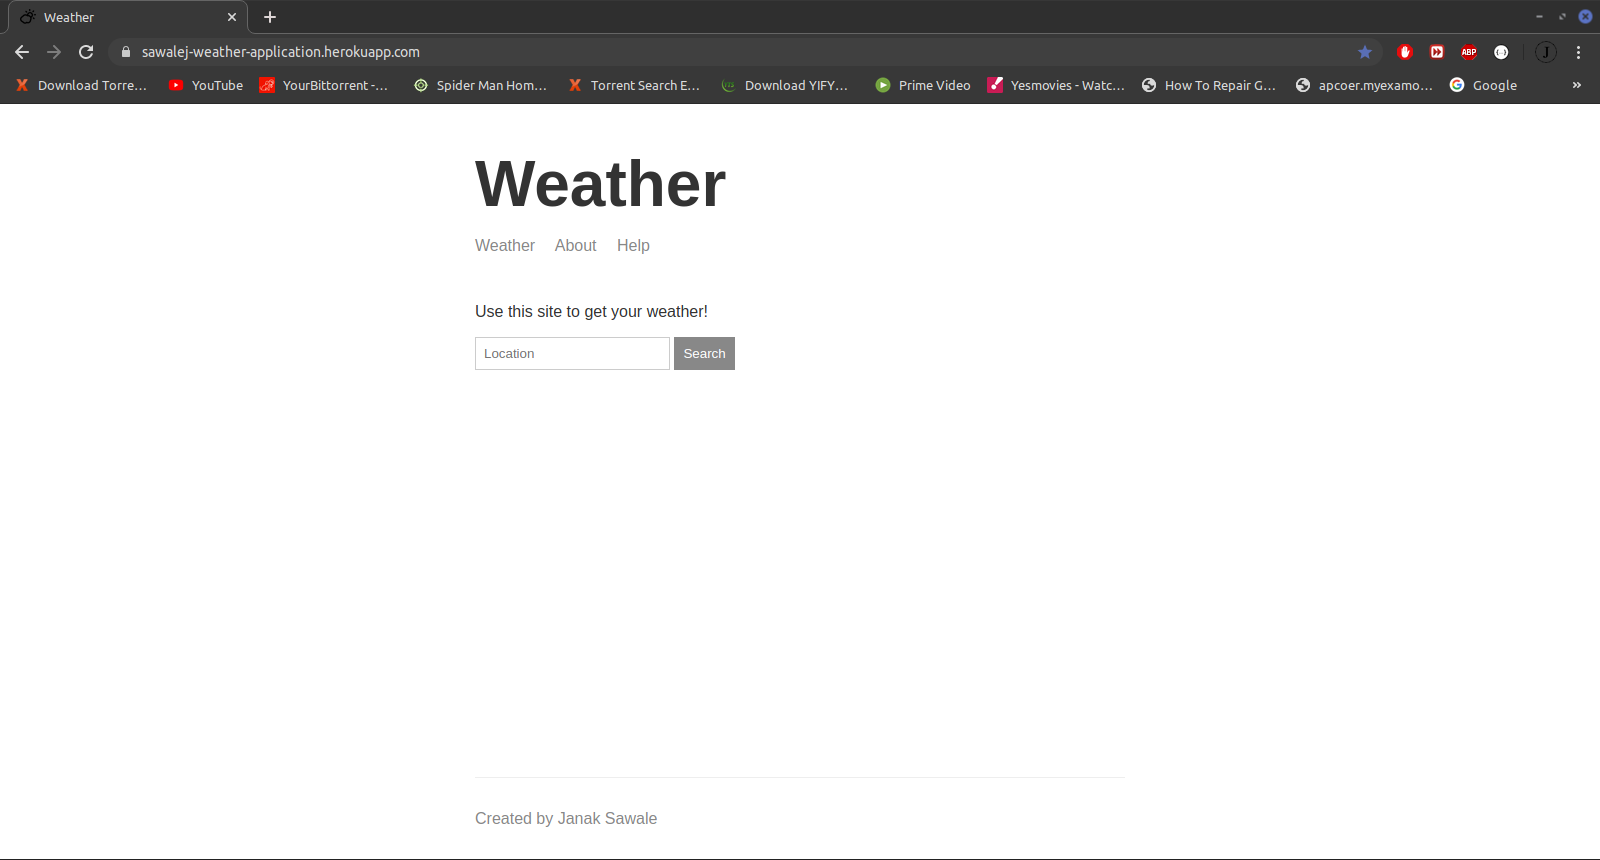 Weather
sawalej-weather-application.herokuapp.com
ABP
J
Download Torre... YouTube YourBittorrent -... Spider Man Hom... Torrent Search E... Download YIFY... Prime Video Yesmovies - Watc... How To Repair G... apcoer.myexamo... Google »
Weather
Weather About Help
Use this site to get your weather!
Location Search
Created by Janak Sawale